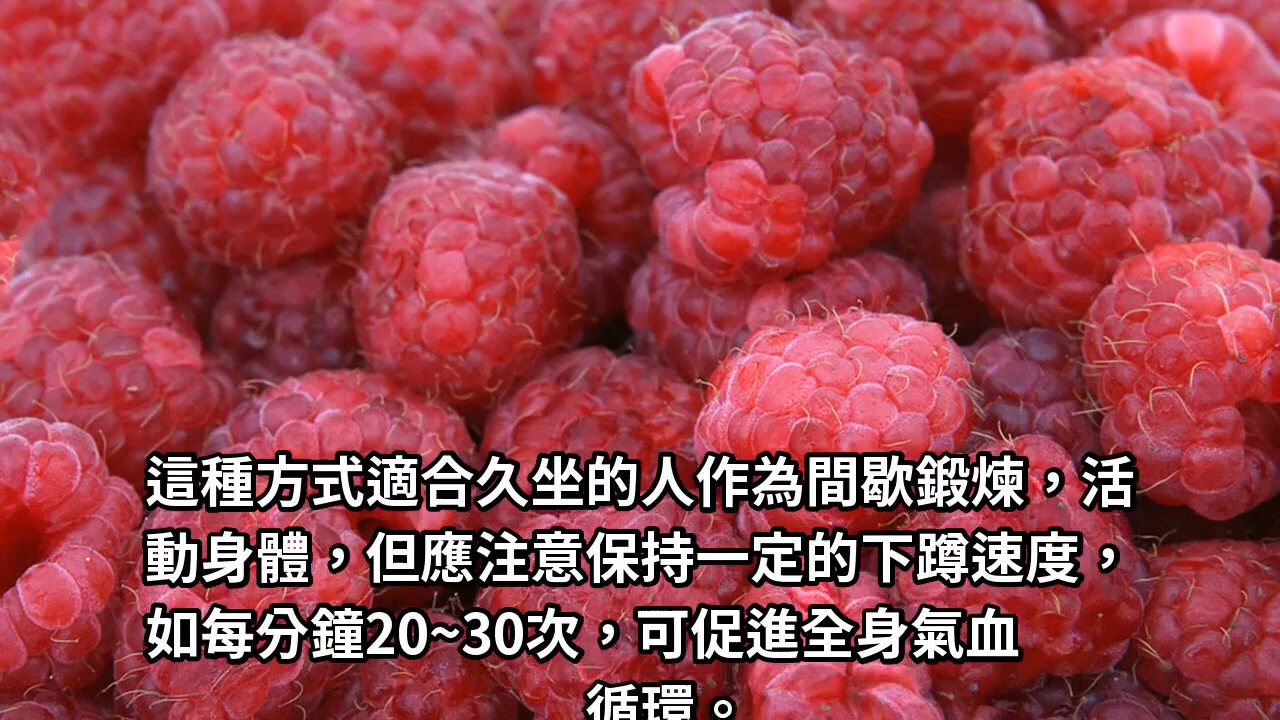 這種方式適合久坐的人作為間歇鍛煉，活
動身體，但應注意保持一定的下蹲速度，
如每分鐘20~30次，可促進全身氣血
循環。